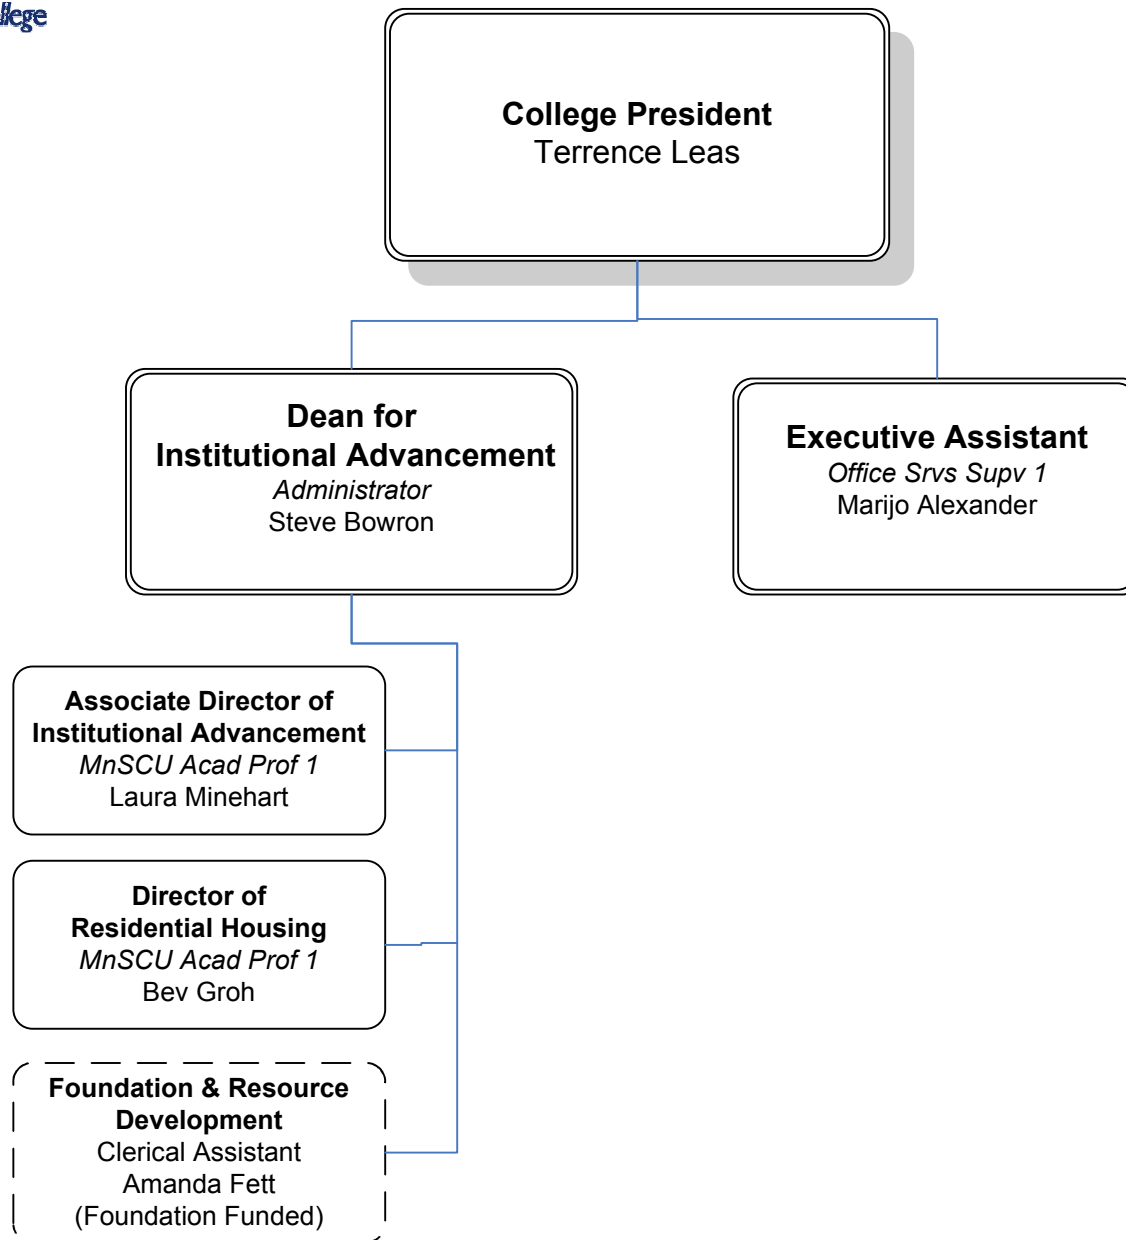 College President
Terrence Leas
Dean for
Institutional Advancement
Administrator
Steve Bowron
Executive Assistant
Office Srvs Supv 1
Marijo Alexander
Associate Director of
Institutional Advancement
MnSCU Acad Prof 1
Laura Minehart
Director of
Residential Housing
MnSCU Acad Prof 1
Bev Groh
Foundation & Resource
Development
Clerical Assistant
Amanda Fett
(Foundation Funded)